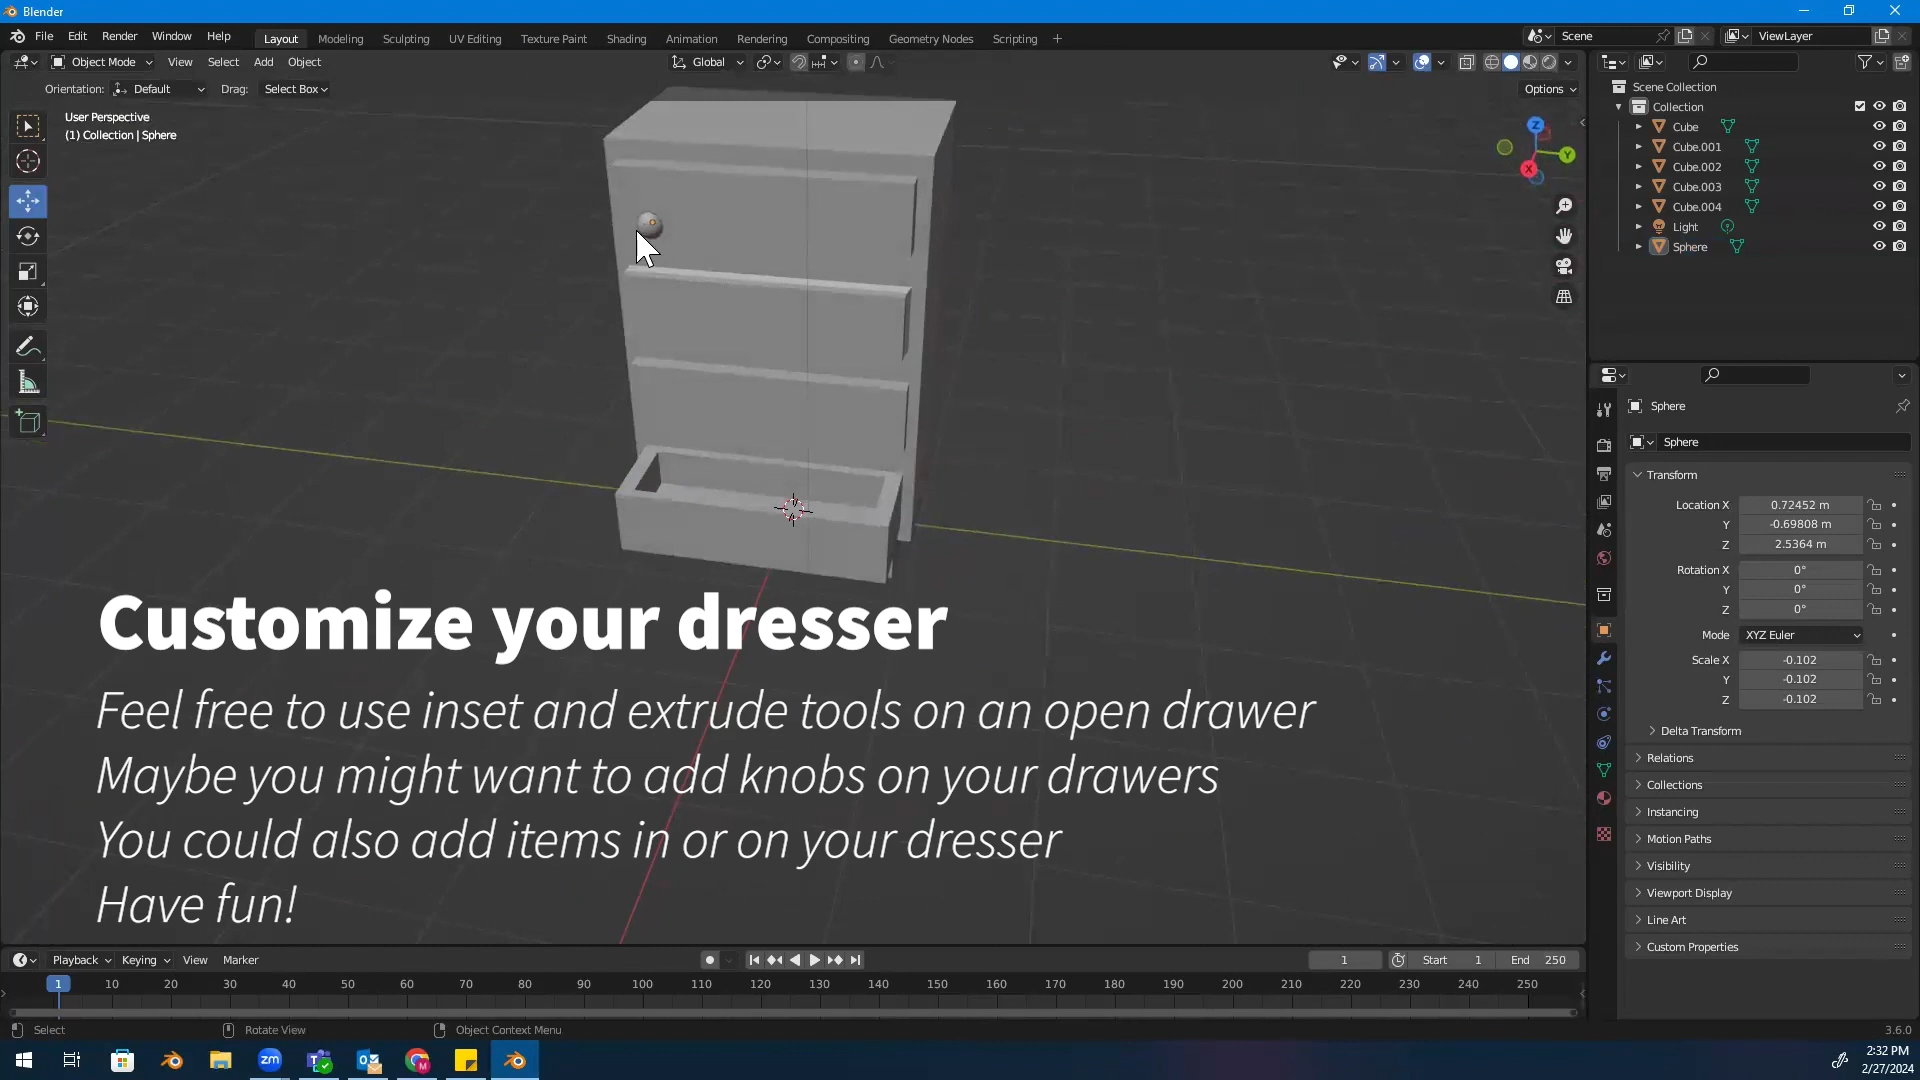 Blender
File Edit Render Window Help
Layout Modeling Sculpting UV Editing Texture Paint Shading Animation Rendering Compositing Geometry Nodes Scripting +
Scene
ViewLayer
Object Mode View Select Add Object
Global
Orientation: Default Drag: Select Box
Options
User Perspective
(1) Collection | Sphere
Z
Y
X
Scene Collection
Collection
Cube
Cube.001
Cube.002
Cube.003
Cube.004
Light
Sphere
Sphere
Sphere
Transform
Location X 0.72452 m
Y -0.69808 m
Z 2.5364 m
Rotation X 0°
Y 0°
Z 0°
Mode XYZ Euler
Scale X -0.102
Y -0.102
Z -0.102
Delta Transform
Relations
Collections
Instancing
Motion Paths
Visibility
Viewport Display
Line Art
Custom Properties
Customize your dresser
Feel free to use inset and extrude tools on an open drawer
Maybe you might want to add knobs on your drawers
You could also add items in or on your dresser
Have fun!
Playback Keying View Marker
1 Start 1 End 250
1 10 20 30 40 50 60 70 80 90 100 110 120 130 140 150 160 170 180 190 200 210 220 230 240 250
Select Rotate View Object Context Menu
3.6.0
zm
2:32 PM
2/27/2024